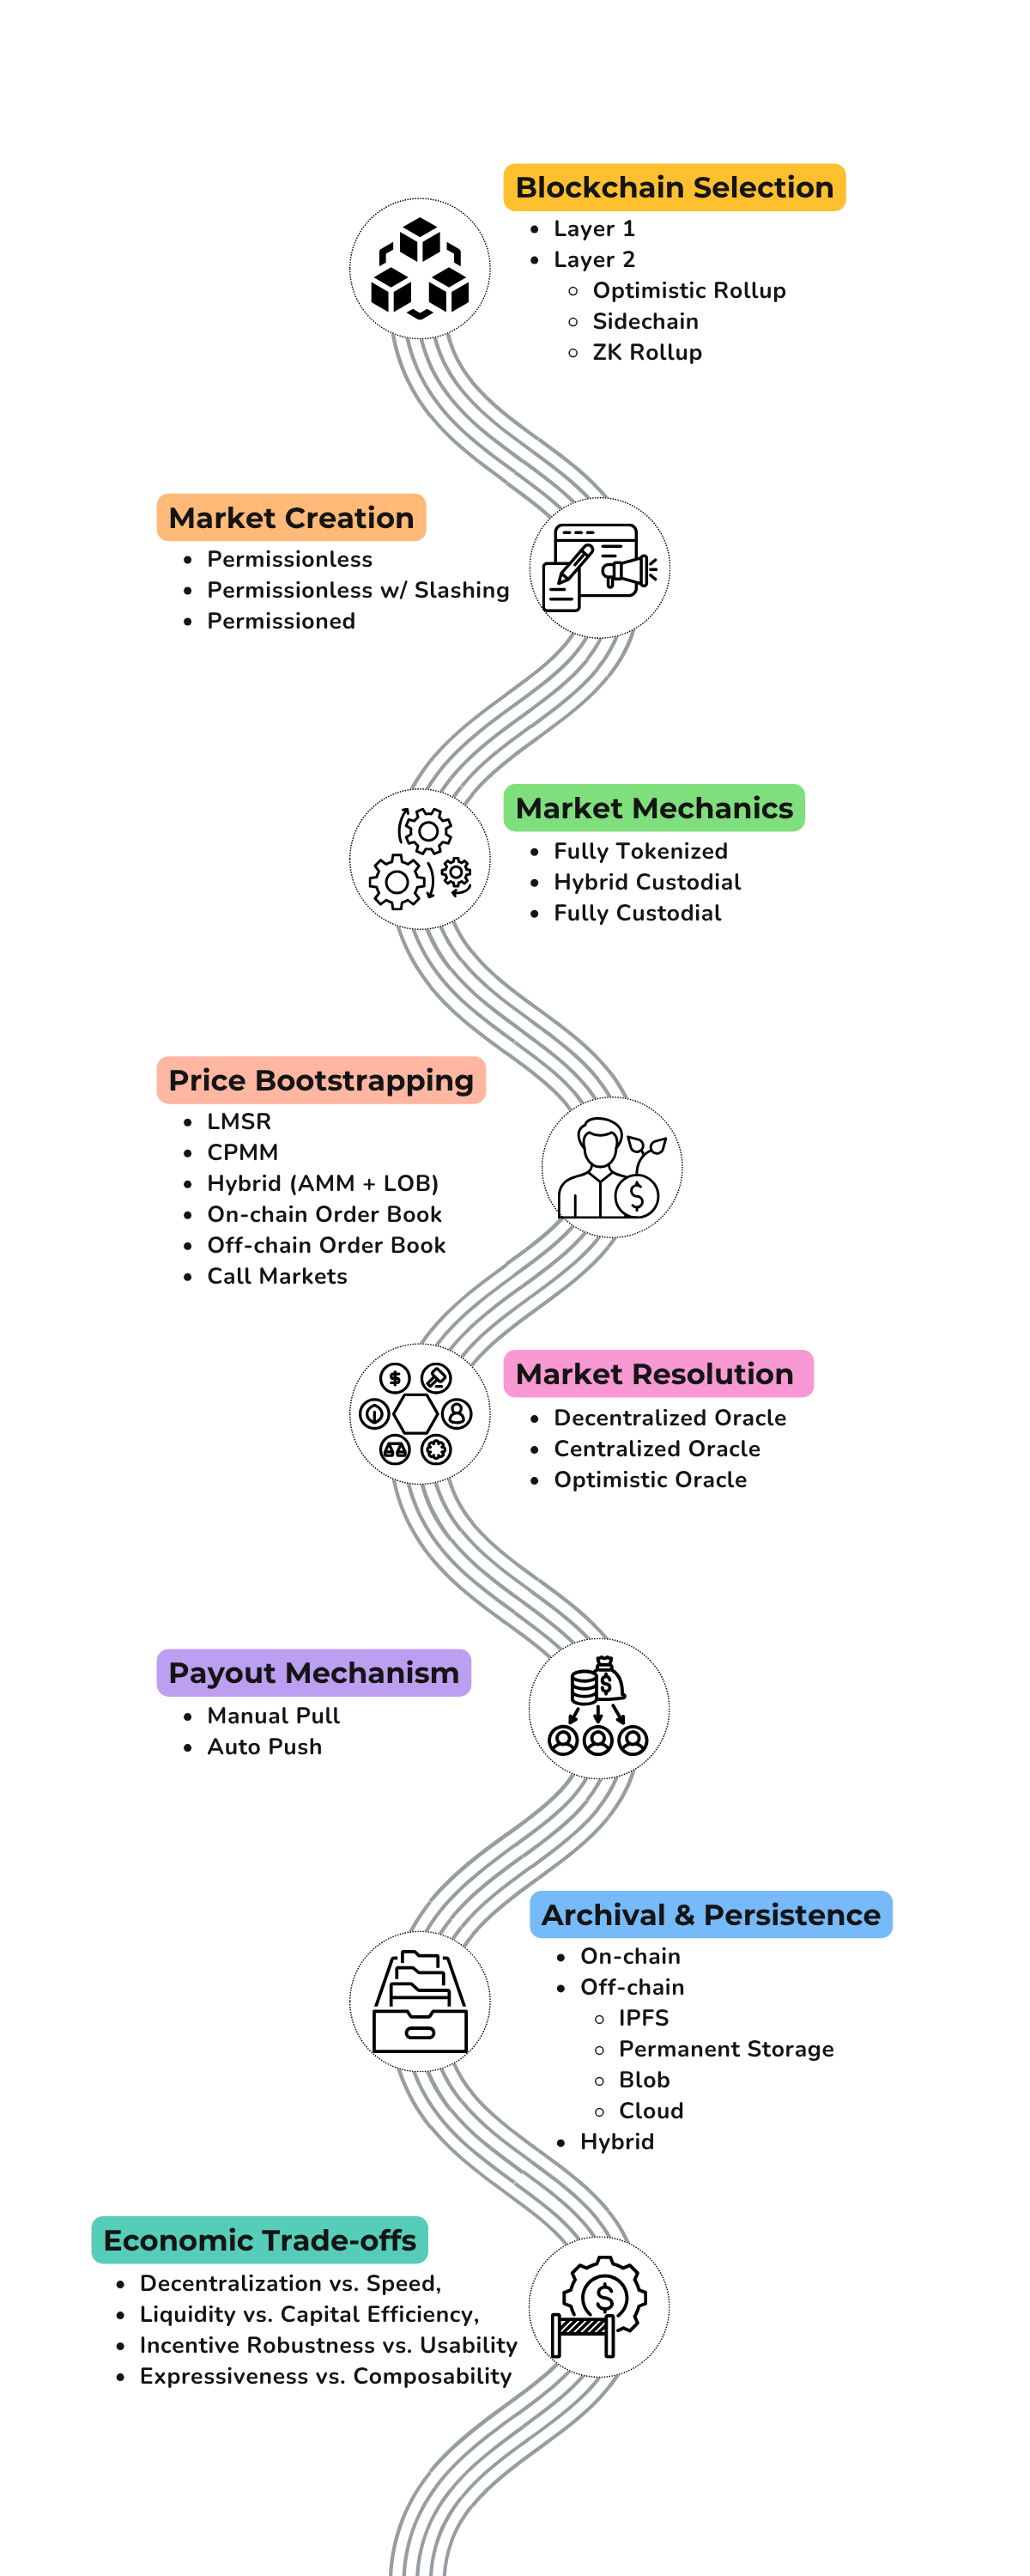 Blockchain Selection
• Layer 1
• Layer 2
○ Optimistic Rollup
○ Sidechain
○ ZK Rollup
Market Creation
• Permissionless
• Permissionless w/ Slashing
• Permissioned
Market Mechanics
• Fully Tokenized
• Hybrid Custodial
• Fully Custodial
Price Bootstrapping
• LMSR
• CPMM
• Hybrid (AMM + LOB)
• On-chain Order Book
• Off-chain Order Book
• Call Markets
Market Resolution
• Decentralized Oracle
• Centralized Oracle
• Optimistic Oracle
Payout Mechanism
• Manual Pull
• Auto Push
Archival & Persistence
• On-chain
• Off-chain
○ IPFS
○ Permanent Storage
○ Blob
○ Cloud
• Hybrid
Economic Trade-offs
• Decentralization vs. Speed,
• Liquidity vs. Capital Efficiency,
• Incentive Robustness vs. Usability
• Expressiveness vs. Composability